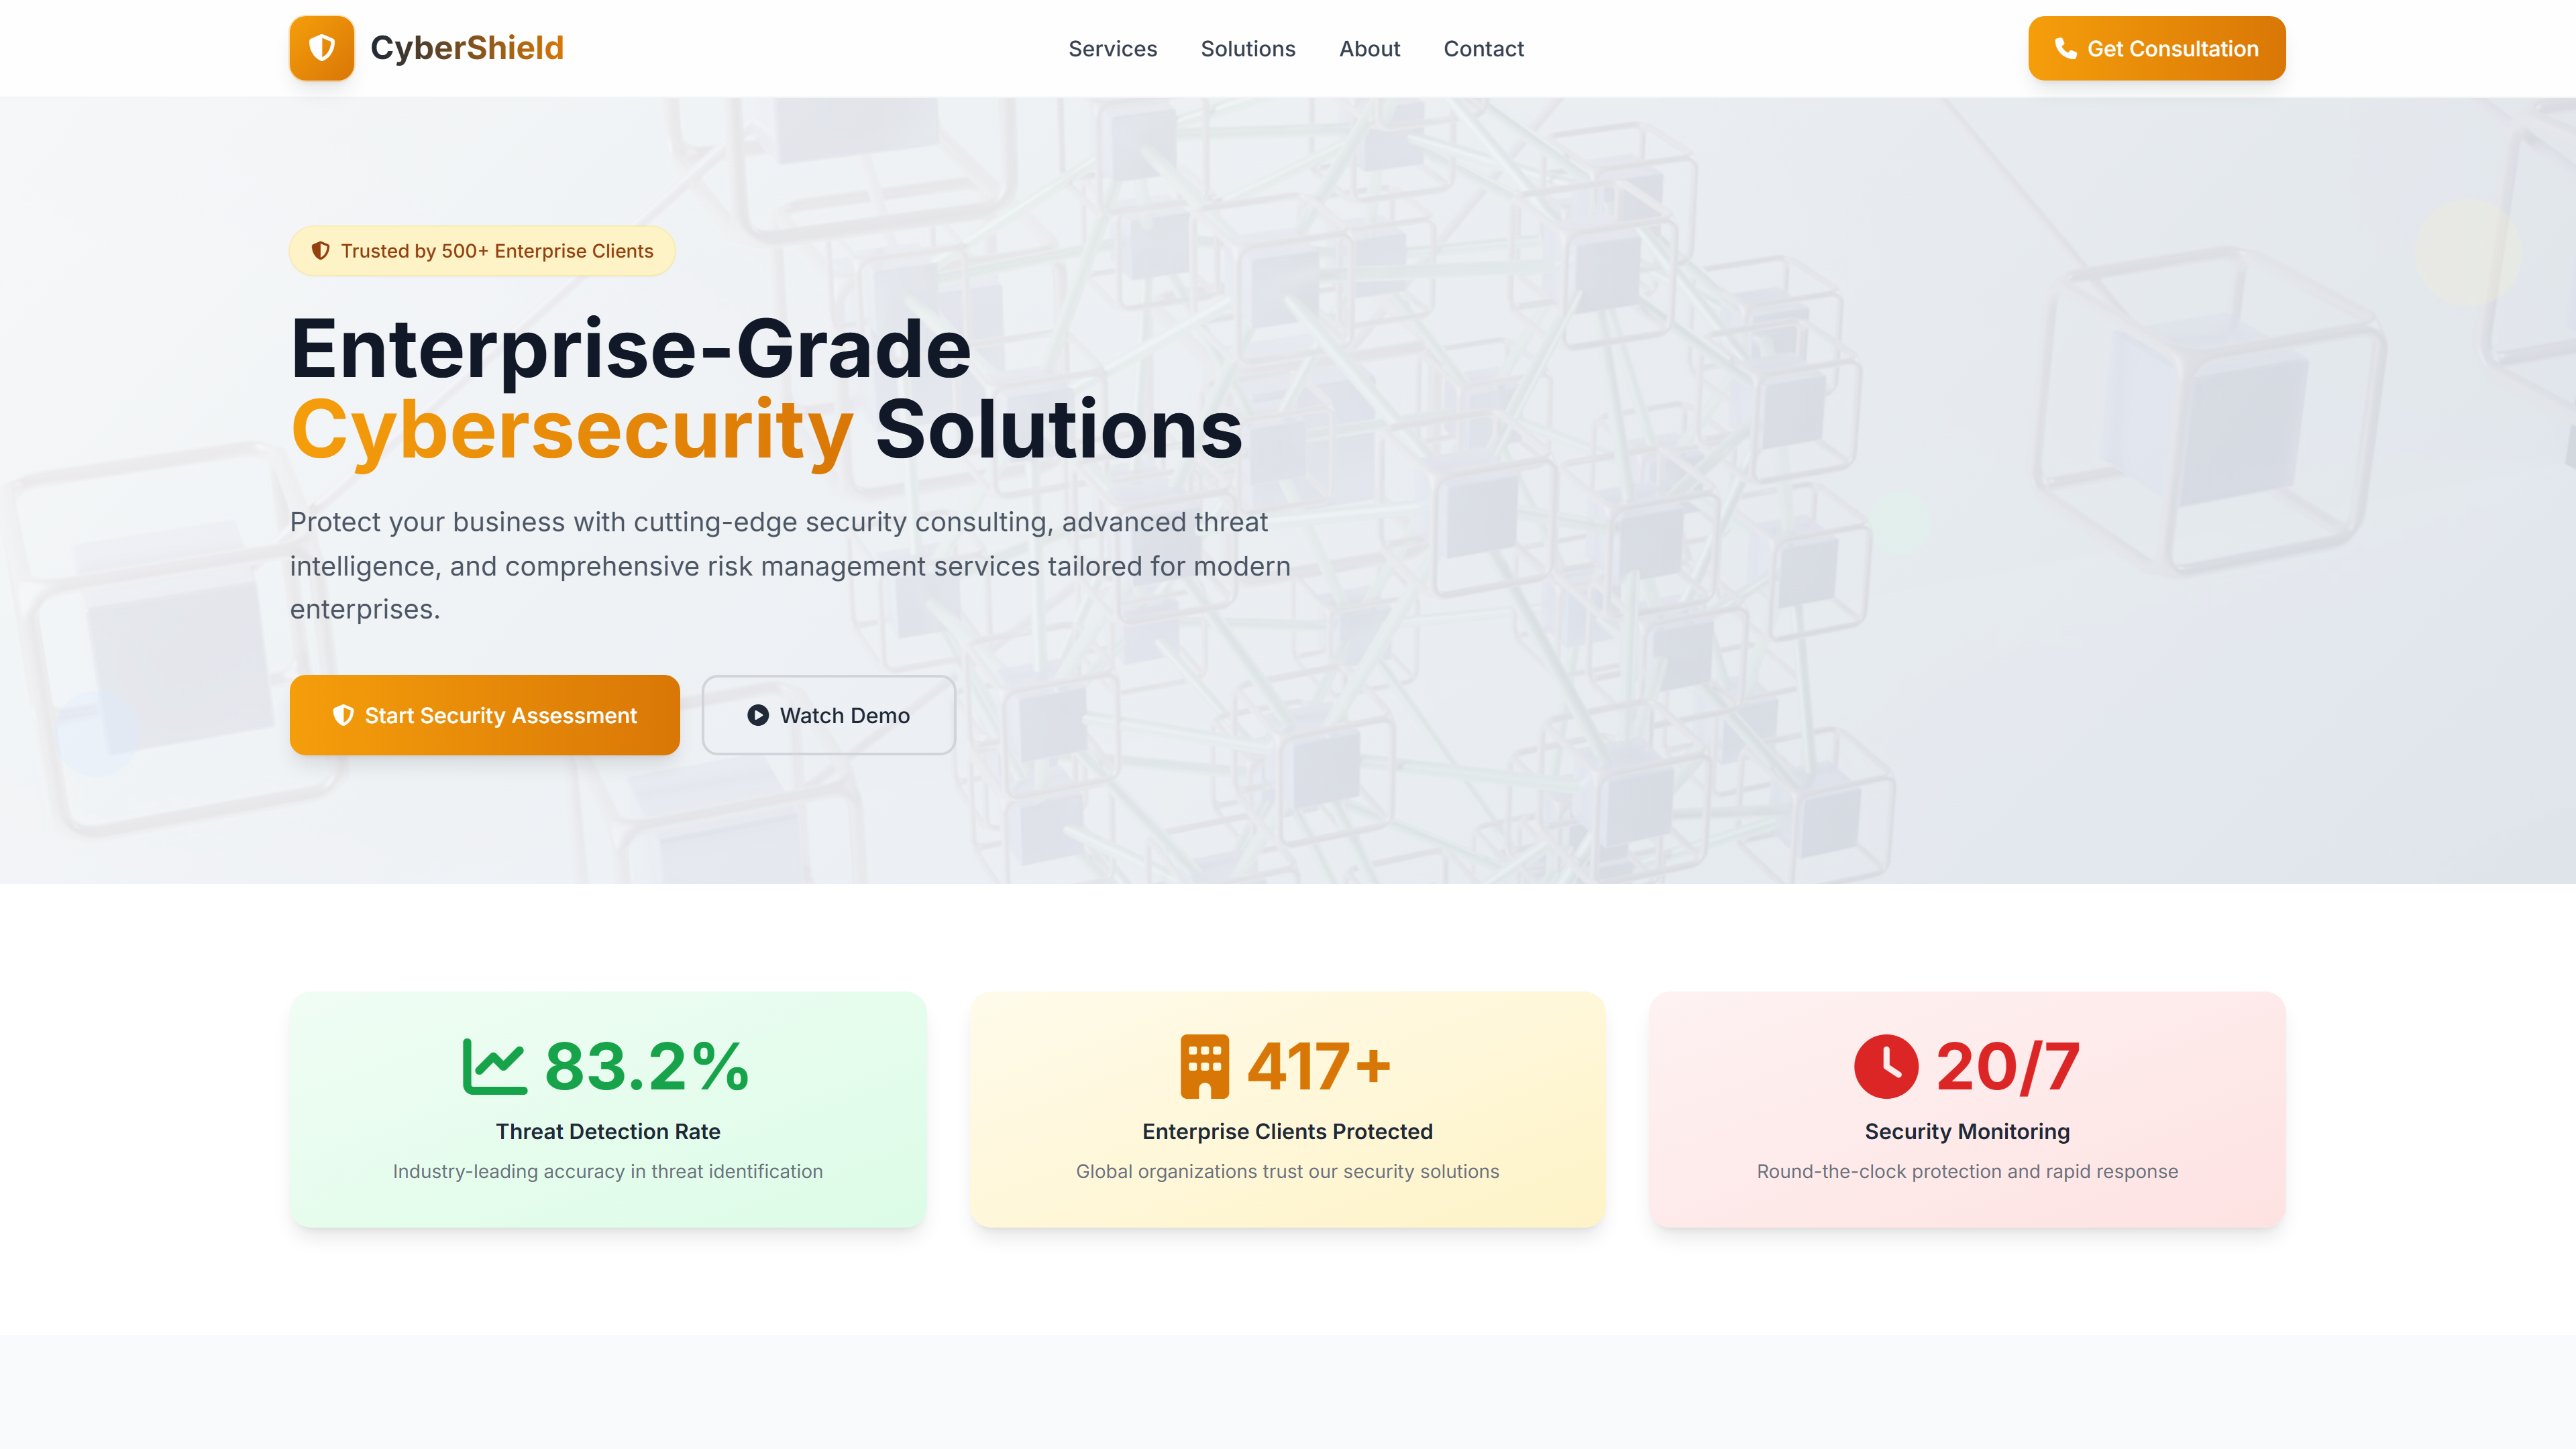 CyberShield
Services
Solutions
About
Contact
Get Consultation
Trusted by 500+ Enterprise Clients
Enterprise-Grade
Cybersecurity Solutions
Protect your business with cutting-edge security consulting, advanced threat
intelligence, and comprehensive risk management services tailored for modern
enterprises.
Start Security Assessment
Watch Demo
83.2%
Threat Detection Rate
Industry-leading accuracy in threat identification
417+
Enterprise Clients Protected
Global organizations trust our security solutions
20/7
Security Monitoring
Round-the-clock protection and rapid response